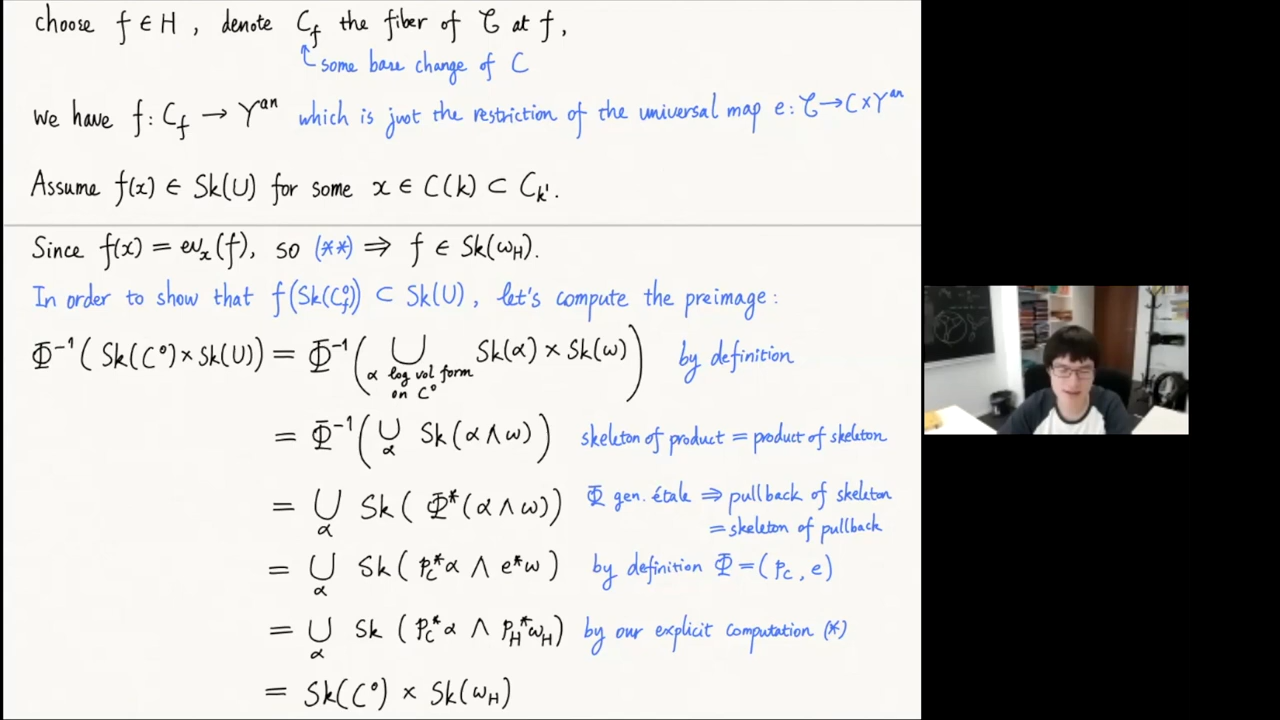 choose f ∈ H, denote C_f the fiber of 𝒞 at f,
some base change of C
We have f: C_f → Y^an which is just the restriction of the universal map e: 𝒞 → C × Y^an
Assume f(x) ∈ Sk(U) for some x ∈ C(k) ⊂ C_k'.
Since f(x) = ev_x(f), so (**) ⇒ f ∈ Sk(ω_H).
In order to show that f(Sk(C_f^o)) ⊂ Sk(U), let's compute the preimage:
Φ^-1(Sk(C^o) × Sk(U)) = Φ^-1(⋃ Sk(α) × Sk(ω)) by definition
α log vol form
on C^o
= Φ^-1(⋃_α Sk(α ∧ ω)) skeleton of product = product of skeleton
= ⋃_α Sk(Φ^*(α ∧ ω)) Φ gen. étale ⇒ pullback of skeleton
= skeleton of pullback
= ⋃_α Sk(p_C^*α ∧ e^*ω) by definition Φ = (p_C, e)
= ⋃_α Sk(p_C^*α ∧ p_H^*ω_H) by our explicit computation (*)
= Sk(C^o) × Sk(ω_H)